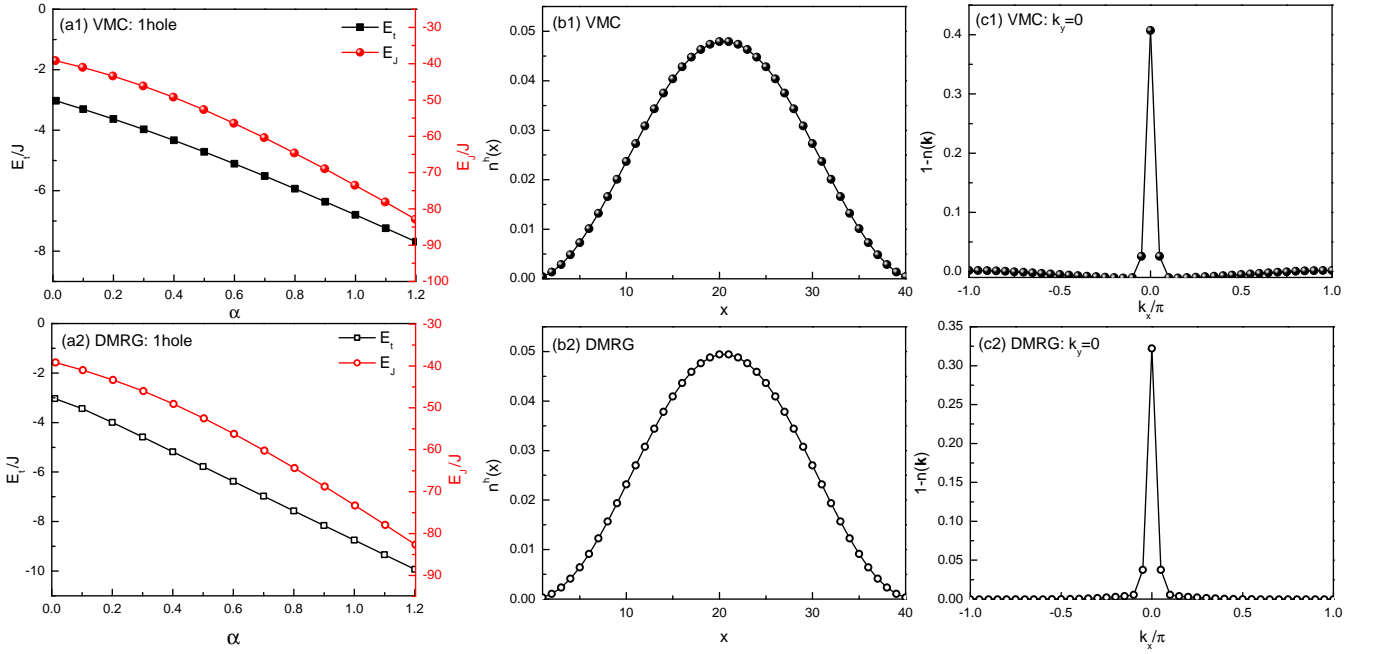 (a1) VMC: 1hole
E_t
E_J
0
-2
-4
-6
-8
E_t/J
-30
-40
-50
-60
-70
-80
-90
-100
E_J/J
0.0 0.2 0.4 0.6 0.8 1.0 1.2
α
(b1) VMC
0.05
0.04
0.03
0.02
0.01
0.00
n^h(x)
10 20 30 40
x
(c1) VMC: k_y=0
0.4
0.3
0.2
0.1
0.0
1-n(k)
-1.0 -0.5 0.0 0.5 1.0
k_x/π
(a2) DMRG: 1hole
E_t
E_J
0
-2
-4
-6
-8
-10
E_t/J
-30
-40
-50
-60
-70
-80
-90
E_J/J
0.0 0.2 0.4 0.6 0.8 1.0 1.2
α
(b2) DMRG
0.05
0.04
0.03
0.02
0.01
0.00
n^h(x)
10 20 30 40
x
(c2) DMRG: k_y=0
0.35
0.30
0.25
0.20
0.15
0.10
0.05
0.00
1-n(k)
-1.0 -0.5 0.0 0.5 1.0
k_x/π